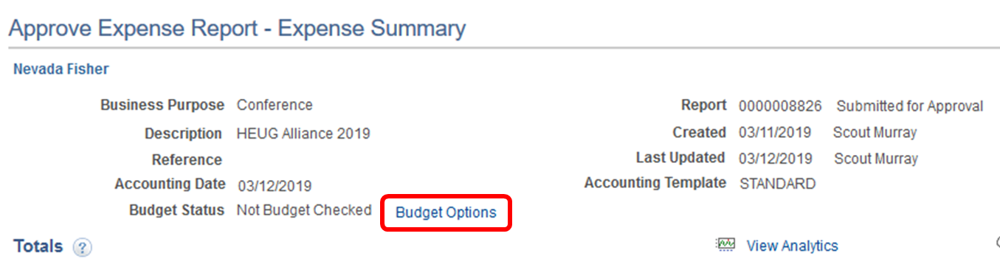 Approve Expense Report - Expense Summary
Nevada Fisher
Business Purpose Conference Report 0000008826 Submitted for Approval
Description HEUG Alliance 2019 Created 03/11/2019 Scout Murray
Reference Last Updated 03/12/2019 Scout Murray
Accounting Date 03/12/2019 Accounting Template STANDARD
Budget Status Not Budget Checked Budget Options
Totals ? View Analytics